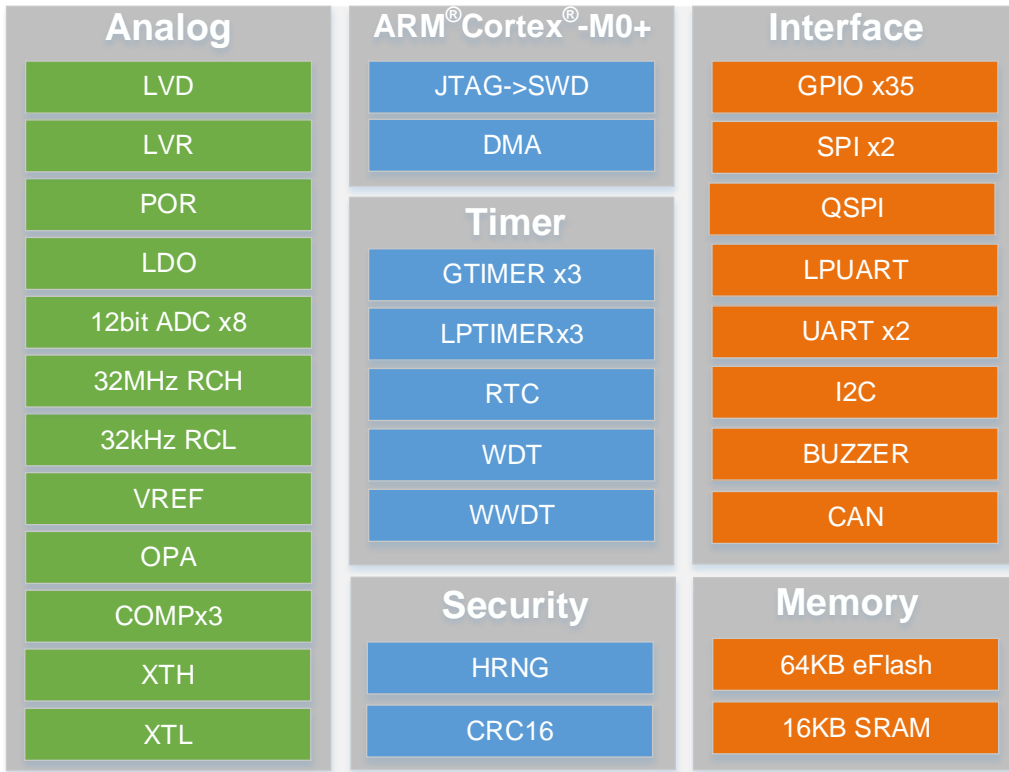 Analog
LVD
LVR
POR
LDO
12bit ADC x8
32MHz RCH
32kHz RCL
VREF
OPA
COMPx3
XTH
XTL
ARM®Cortex®-M0+
JTAG->SWD
DMA
Timer
GTIMER x3
LPTIMERx3
RTC
WDT
WWDT
Security
HRNG
CRC16
Interface
GPIO x35
SPI x2
QSPI
LPUART
UART x2
I2C
BUZZER
CAN
Memory
64KB eFlash
16KB SRAM